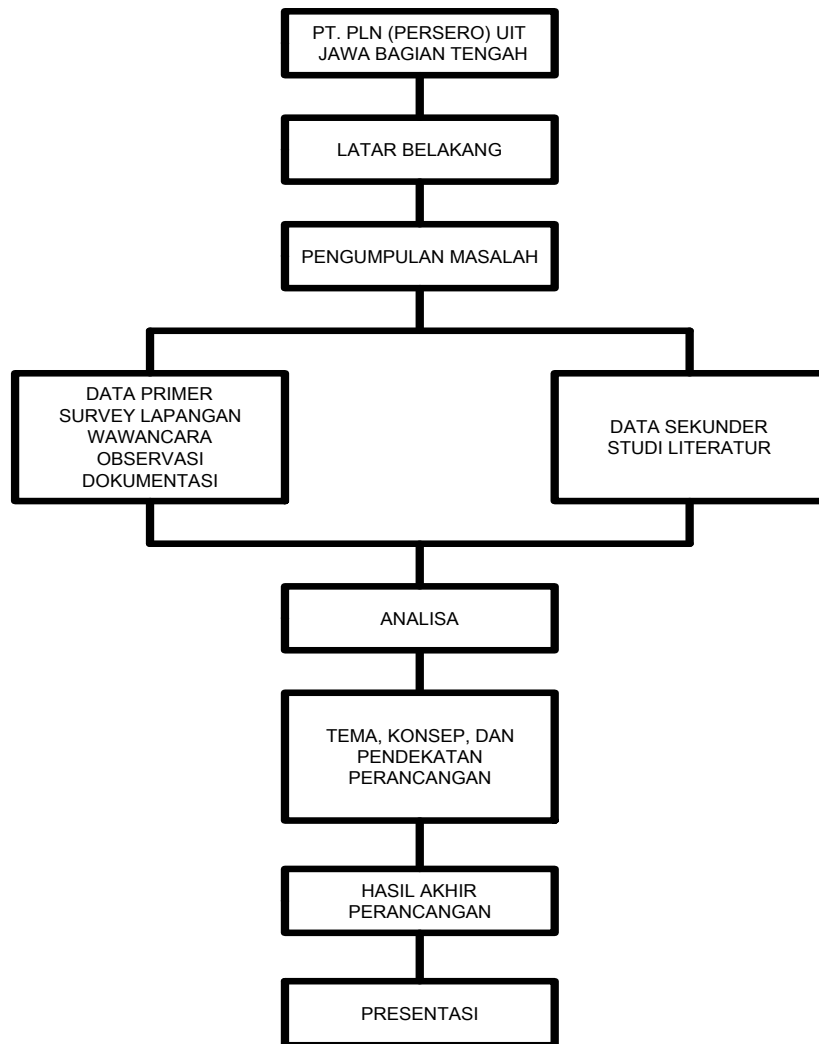 PT. PLN (PERSERO) UIT
JAWA BAGIAN TENGAH
LATAR BELAKANG
PENGUMPULAN MASALAH
DATA PRIMER
SURVEY LAPANGAN
WAWANCARA
OBSERVASI
DOKUMENTASI
DATA SEKUNDER
STUDI LITERATUR
ANALISA
TEMA, KONSEP, DAN
PENDEKATAN
PERANCANGAN
HASIL AKHIR
PERANCANGAN
PRESENTASI